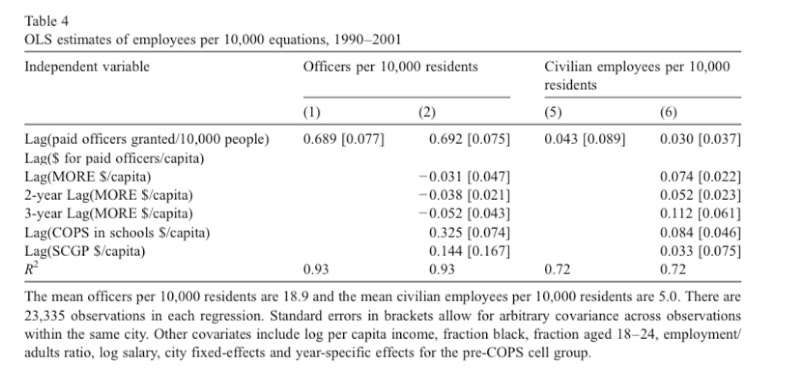 Table 4
OLS estimates of employees per 10,000 equations, 1990–2001
Independent variable Officers per 10,000 residents Civilian employees per 10,000 residents
(1) (2) (5) (6)
Lag(paid officers granted/10,000 people) 0.689 [0.077] 0.692 [0.075] 0.043 [0.089] 0.030 [0.037]
Lag($ for paid officers/capita)
Lag(MORE $/capita) −0.031 [0.047] 0.074 [0.022]
2-year Lag(MORE $/capita) −0.038 [0.021] 0.052 [0.023]
3-year Lag(MORE $/capita) −0.052 [0.043] 0.112 [0.061]
Lag(COPS in schools $/capita) 0.325 [0.074] 0.084 [0.046]
Lag(SCGP $/capita) 0.144 [0.167] 0.033 [0.075]
R² 0.93 0.93 0.72 0.72
The mean officers per 10,000 residents are 18.9 and the mean civilian employees per 10,000 residents are 5.0. There are
23,335 observations in each regression. Standard errors in brackets allow for arbitrary covariance across observations
within the same city. Other covariates include log per capita income, fraction black, fraction aged 18–24, employment/
adults ratio, log salary, city fixed-effects and year-specific effects for the pre-COPS cell group.